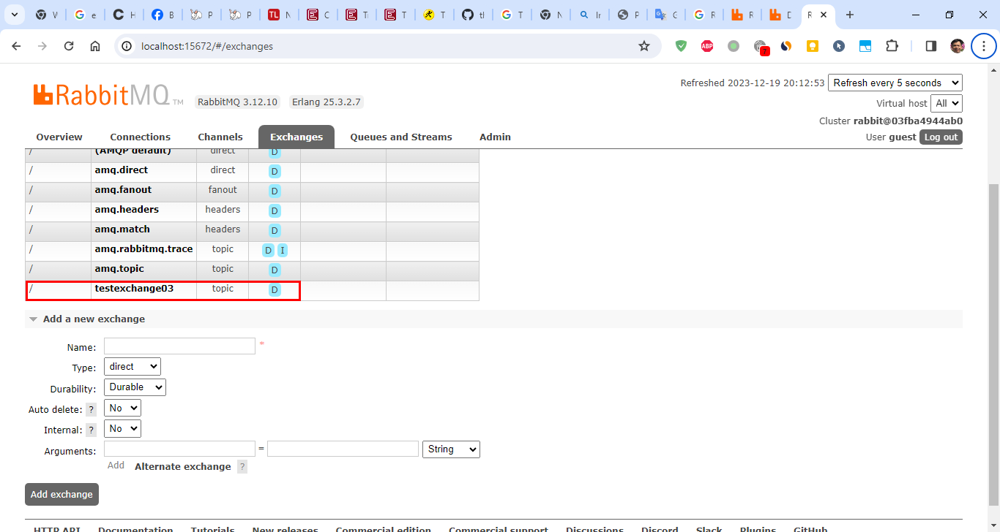 W
e
C
H
B
P
P
TL
N
C
T
T
T
tl
T
N
Ir
P
G
R
R
D
R
localhost:15672/#/exchanges
ABP
RabbitMQ TM
RabbitMQ 3.12.10
Erlang 25.3.2.7
Refreshed 2023-12-19 20:12:53 Refresh every 5 seconds
Virtual host All
Cluster rabbit@03fba4944ab0
User guest Log out
Overview Connections Channels Exchanges Queues and Streams Admin
/ (AMQP default) direct D
/ amq.direct direct D
/ amq.fanout fanout D
/ amq.headers headers D
/ amq.match headers D
/ amq.rabbitmq.trace topic D I
/ amq.topic topic D
/ testexchange03 topic D
Add a new exchange
Name: *
Type: direct
Durability: Durable
Auto delete: ? No
Internal: ? No
Arguments: = String
Add Alternate exchange ?
Add exchange
HTTP API Documentation Tutorials New releases Commercial edition Commercial support Discussions Discord Slack Plugins GitHub